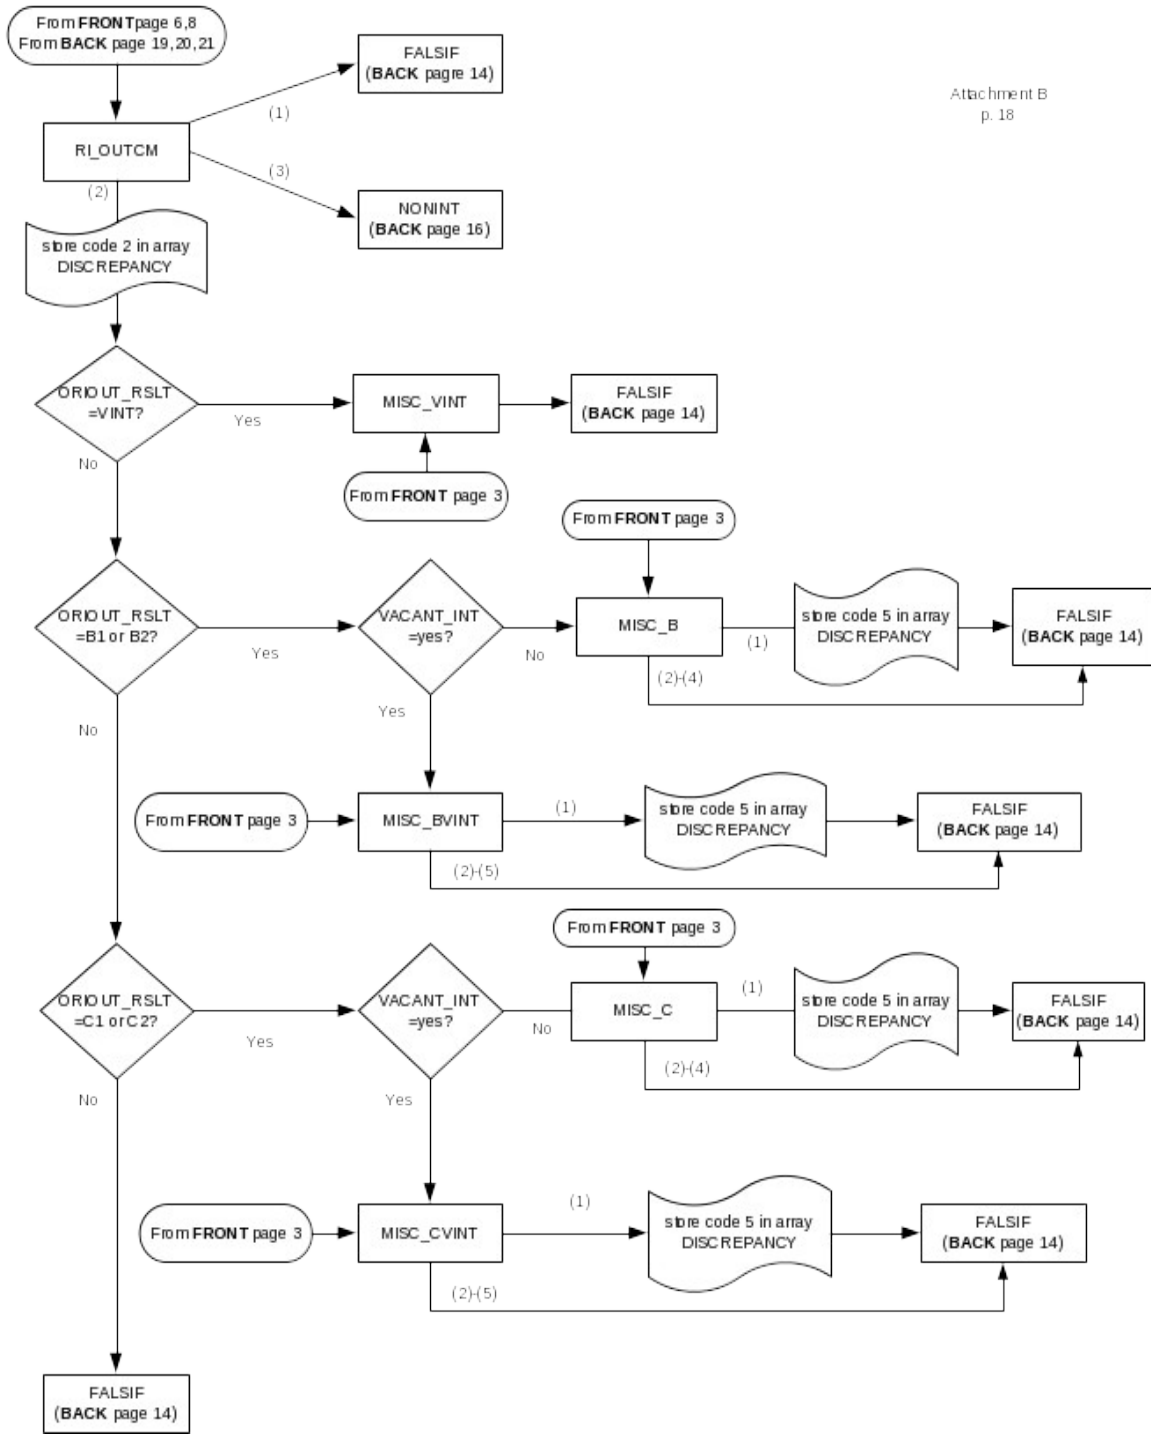 From FRONT page 6,8
From BACK page 19,20,21
FALSIF
(BACK pagre 14)
Attachment B
p. 18
(1)
RI_OUTCM
(3)
(2)
NONINT
(BACK page 16)
store code 2 in array
DISCREPANCY
ORIOUT_RSLT
=VINT?
Yes
MISC_VINT
FALSIF
(BACK page 14)
No
From FRONT page 3
From FRONT page 3
ORIOUT_RSLT
=B1 or B2?
Yes
VACANT_INT
=yes?
No
MISC_B
(1)
store code 5 in array
DISCREPANCY
FALSIF
(BACK page 14)
(2)-(4)
Yes
No
From FRONT page 3
MISC_BVINT
(1)
store code 5 in array
DISCREPANCY
FALSIF
(BACK page 14)
(2)-(5)
From FRONT page 3
ORIOUT_RSLT
=C1 or C2?
Yes
VACANT_INT
=yes?
No
MISC_C
(1)
store code 5 in array
DISCREPANCY
FALSIF
(BACK page 14)
(2)-(4)
No
Yes
From FRONT page 3
MISC_CVINT
(1)
store code 5 in array
DISCREPANCY
FALSIF
(BACK page 14)
(2)-(5)
FALSIF
(BACK page 14)